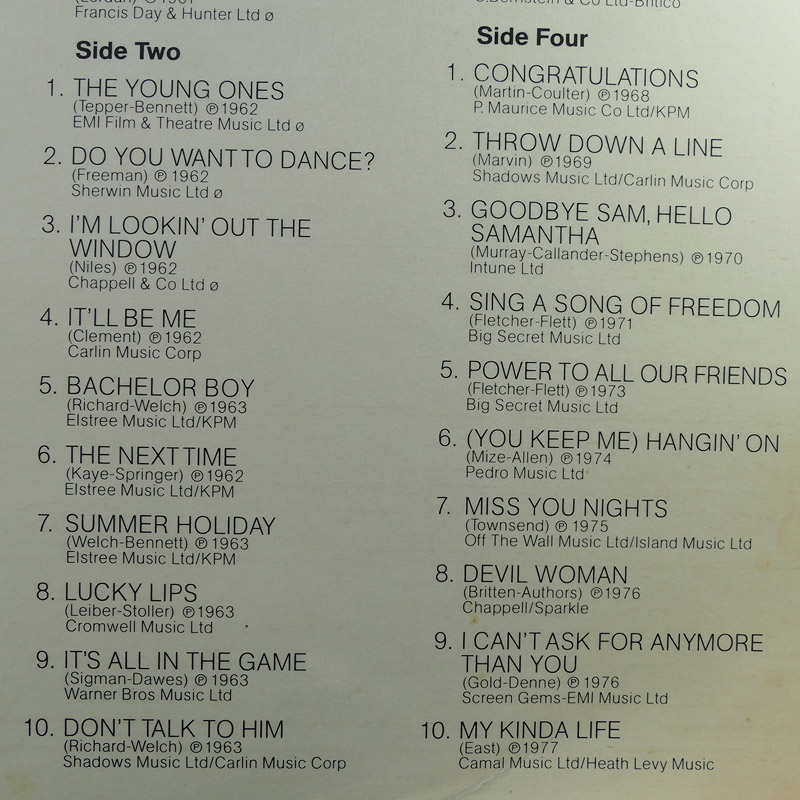 Francis Day & Hunter Ltd ø
Side Two
1. THE YOUNG ONES
(Tepper-Bennett) ℗1962
EMI Film & Theatre Music Ltd ø
2. DO YOU WANT TO DANCE?
(Freeman) ℗1962
Sherwin Music Ltd ø
3. I'M LOOKIN' OUT THE
WINDOW
(Niles) ℗1962
Chappell & Co Ltd ø
4. IT'LL BE ME
(Clement) ℗1962
Carlin Music Corp
5. BACHELOR BOY
(Richard-Welch) ℗1963
Elstree Music Ltd/KPM
6. THE NEXT TIME
(Kaye-Springer) ℗1962
Elstree Music Ltd/KPM
7. SUMMER HOLIDAY
(Welch-Bennett) ℗1963
Elstree Music Ltd/KPM
8. LUCKY LIPS
(Leiber-Stoller) ℗1963
Cromwell Music Ltd
9. IT'S ALL IN THE GAME
(Sigman-Dawes) ℗1963
Warner Bros Music Ltd
10. DON'T TALK TO HIM
(Richard-Welch) ℗1963
Shadows Music Ltd/Carlin Music Corp
Side Four
1. CONGRATULATIONS
(Martin-Coulter) ℗1968
P. Maurice Music Co Ltd/KPM
2. THROW DOWN A LINE
(Marvin) ℗1969
Shadows Music Ltd/Carlin Music Corp
3. GOODBYE SAM, HELLO
SAMANTHA
(Murray-Callander-Stephens) ℗1970
Intune Ltd
4. SING A SONG OF FREEDOM
(Fletcher-Flett) ℗1971
Big Secret Music Ltd
5. POWER TO ALL OUR FRIENDS
(Fletcher-Flett) ℗1973
Big Secret Music Ltd
6. (YOU KEEP ME) HANGIN' ON
(Mize-Allen) ℗1974
Pedro Music Ltd
7. MISS YOU NIGHTS
(Townsend) ℗1975
Off The Wall Music Ltd/Island Music Ltd
8. DEVIL WOMAN
(Britten-Authors) ℗1976
Chappell/Sparkle
9. I CAN'T ASK FOR ANYMORE
THAN YOU
(Gold-Denne) ℗1976
Screen Gems-EMI Music Ltd
10. MY KINDA LIFE
(East) ℗1977
Camal Music Ltd/Heath Levy Music